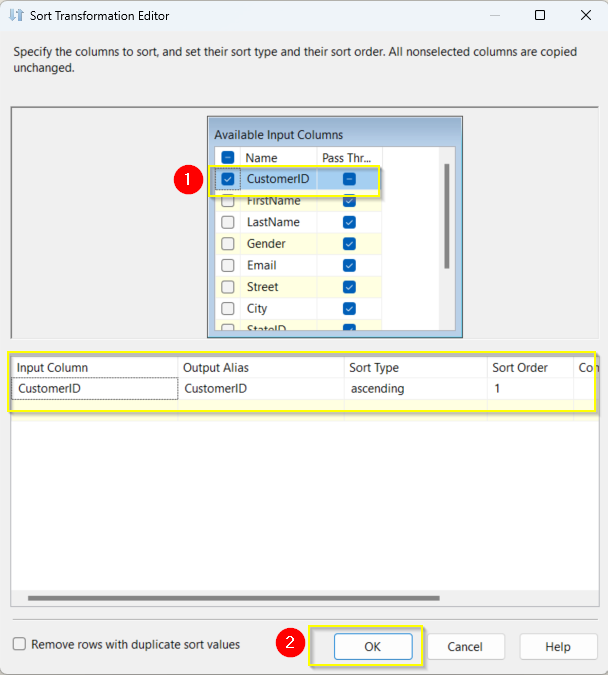 Sort Transformation Editor
Specify the columns to sort, and set their sort type and their sort order. All nonselected columns are copied
unchanged.
Available Input Columns
Name Pass Thr...
1
CustomerID
FirstName
LastName
Gender
Email
Street
City
StateID
Input Column Output Alias Sort Type Sort Order Con
CustomerID CustomerID ascending 1
Remove rows with duplicate sort values 2 OK Cancel Help